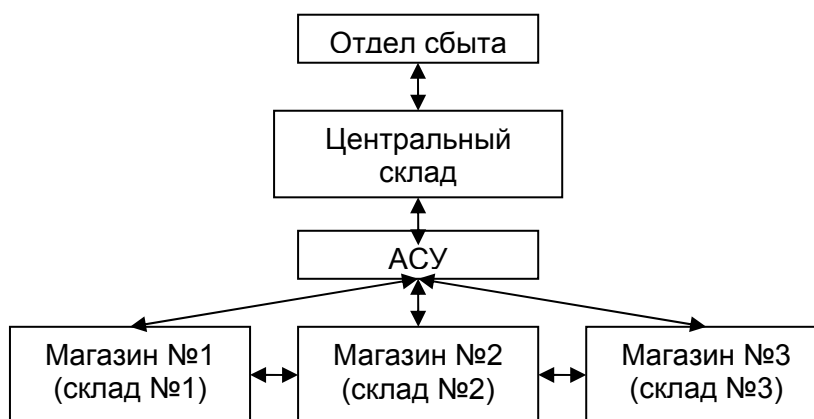 Отдел сбыта
Центральный
склад
АСУ
Магазин №1
(склад №1)
Магазин №2
(склад №2)
Магазин №3
(склад №3)